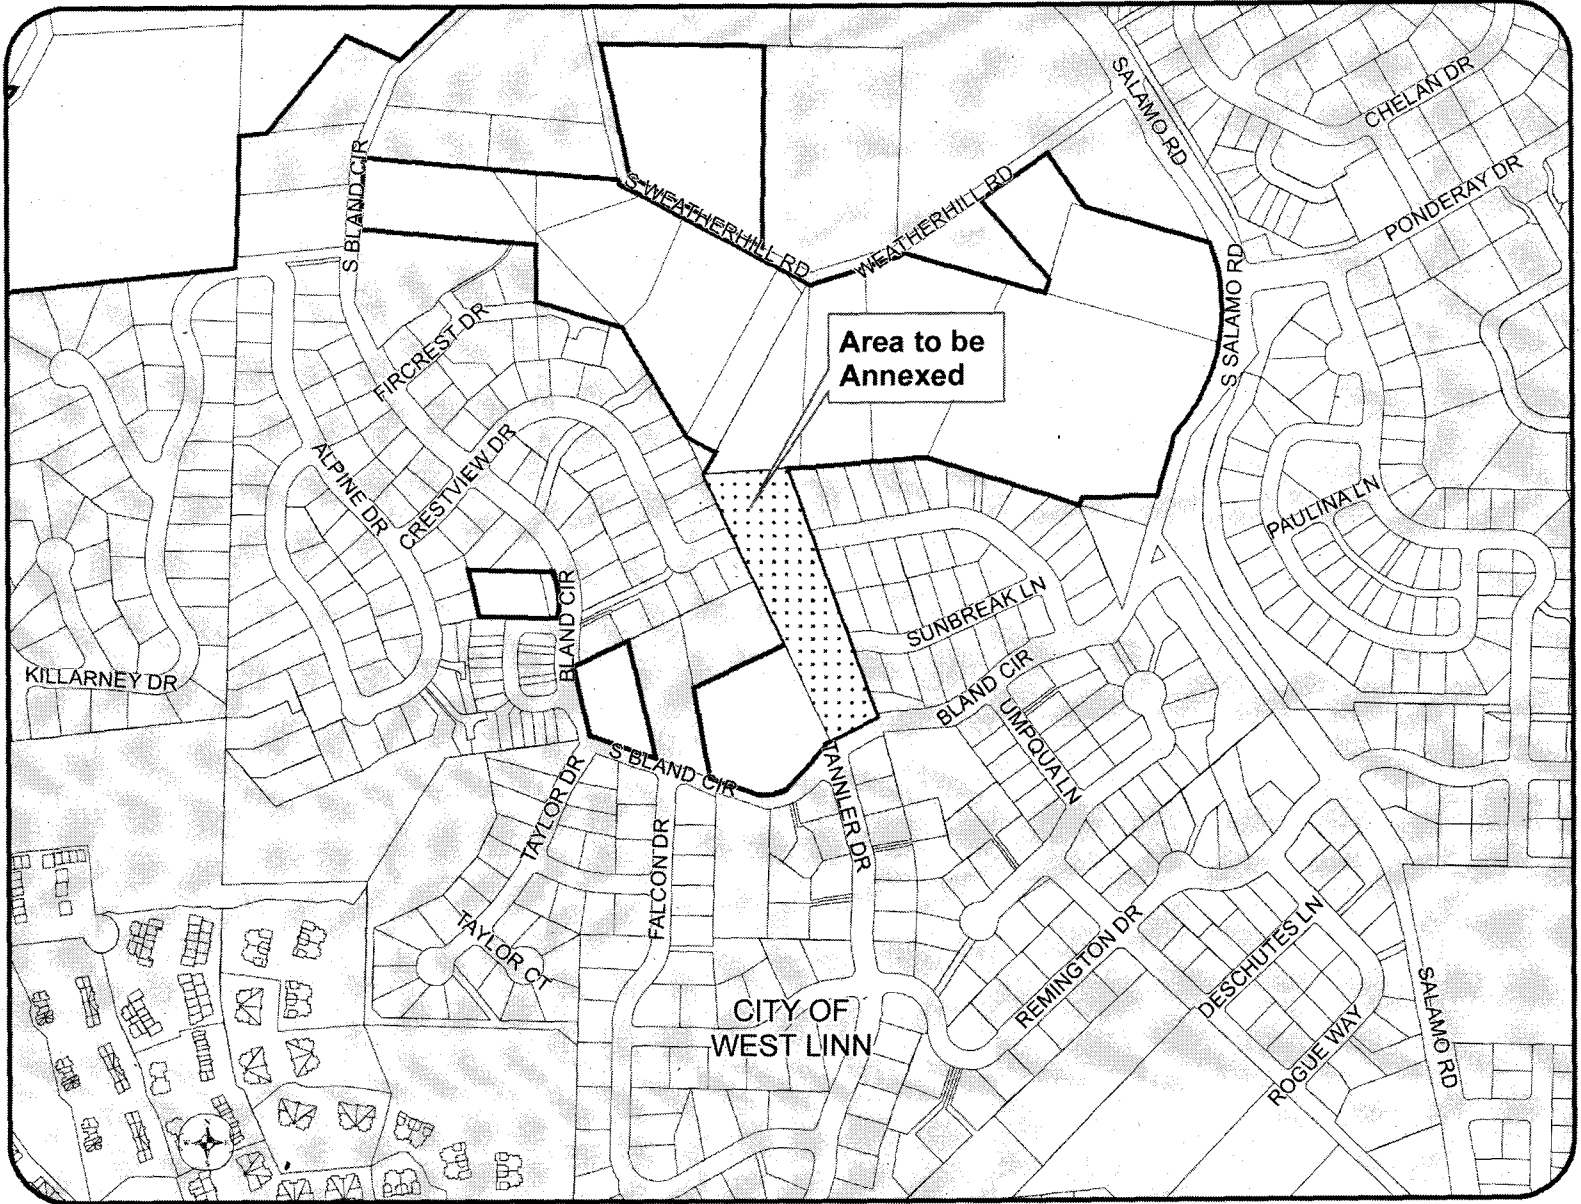 SALAMO RD
CHELAN DR
PONDERAY DR
S BLAND CIR
S WEATHERHILL RD
WEATHERHILL RD
S SALAMO RD
Area to be
Annexed
FIRCREST DR
CRESTVIEW DR
ALPINE DR
PAULINA LN
BLAND CIR
SUNBREAK LN
KILLARNEY DR
BLAND CIR
UMPQUA LN
S BLAND CIR
TANNLER DR
TAYLOR DR
FALCON DR
TAYLOR CT
REMINGTON DR
DESCHUTES LN
ROGUE WAY
SALAMO RD
CITY OF
WEST LINN